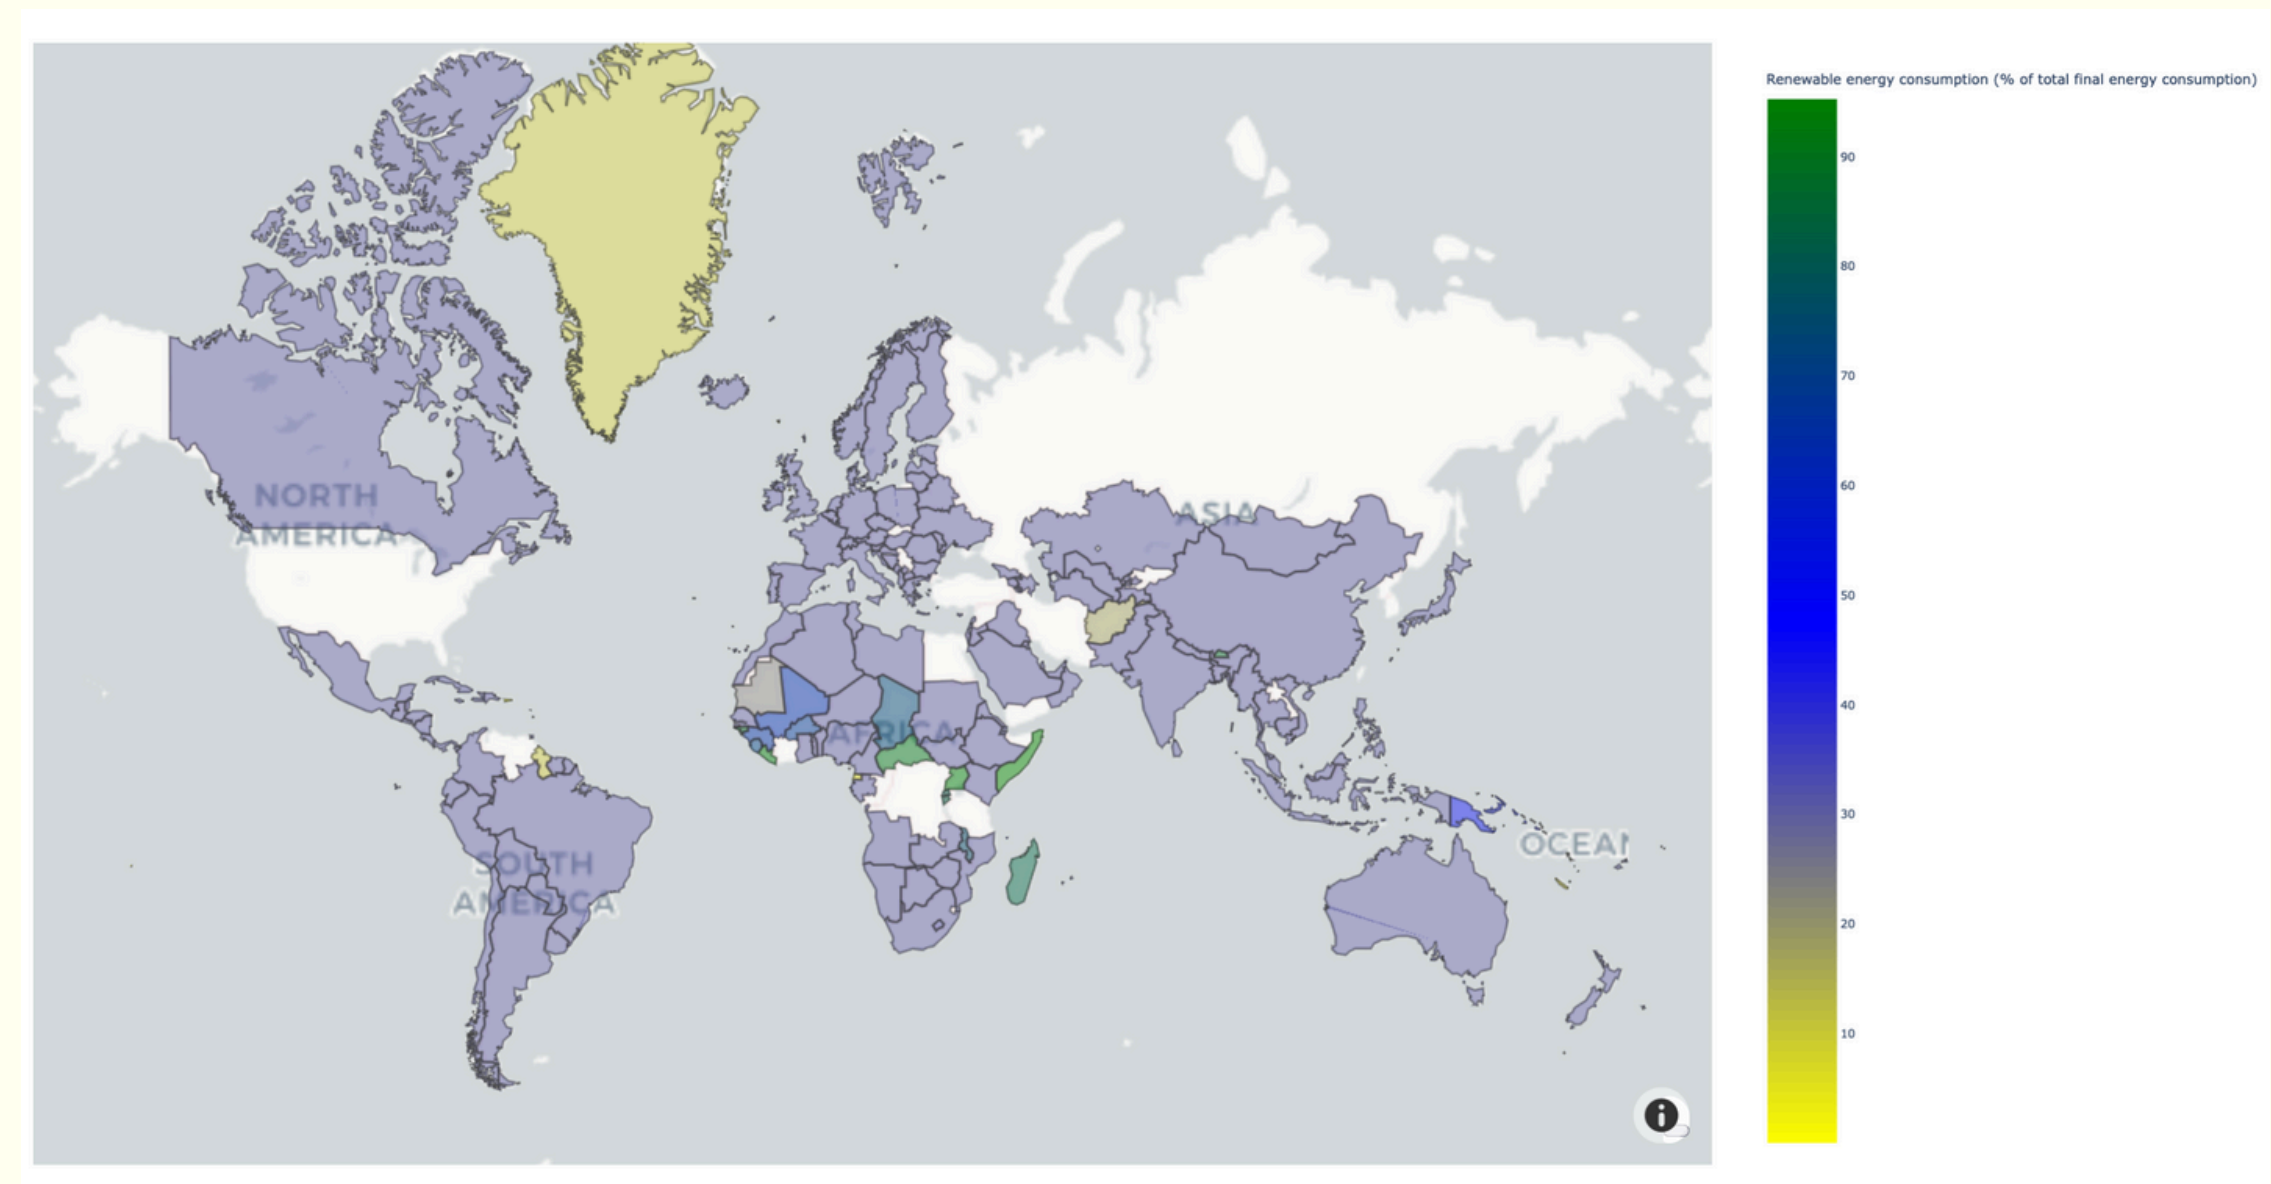 Renewable energy consumption (% of total final energy consumption)
90
80
70
60
50
40
30
20
10
NORTH
AMERICA
ASIA
AFRICA
SOUTH
AMERICA
OCEAN
i